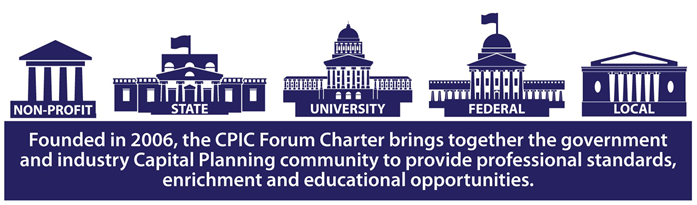 NON-PROFIT STATE UNIVERSITY FEDERAL LOCAL
Founded in 2006, the CPIC Forum Charter brings together the government
and industry Capital Planning community to provide professional standards,
enrichment and educational opportunities.